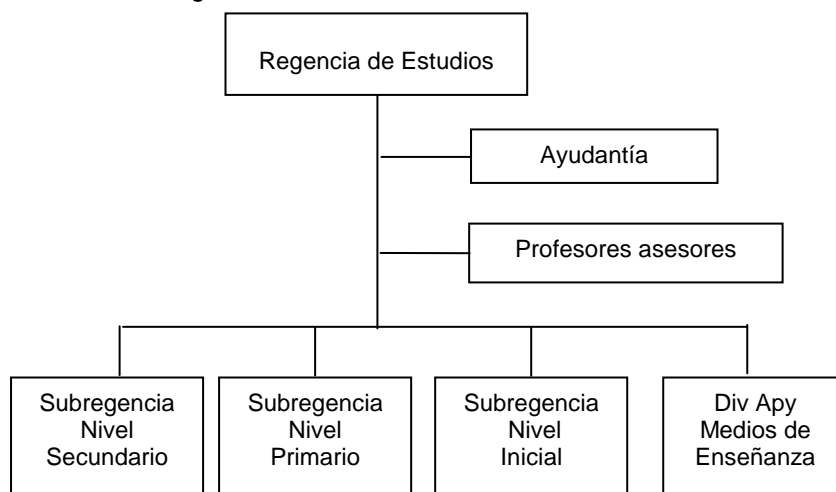 Regencia de Estudios
Ayudantía
Profesores asesores
Subregencia
Nivel
Secundario
Subregencia
Nivel
Primario
Subregencia
Nivel
Inicial
Div Apy
Medios de
Enseñanza